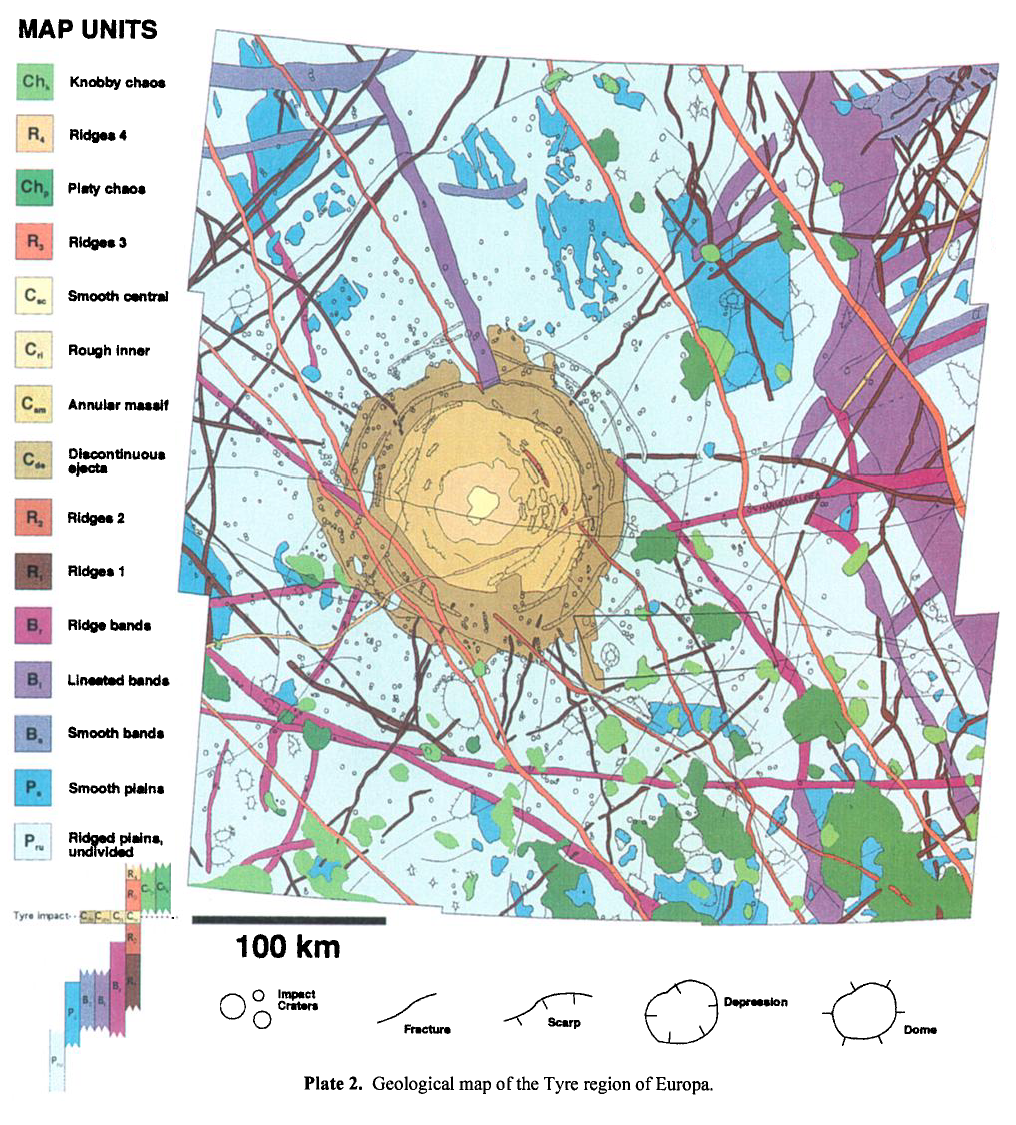 MAP UNITS
Chₖ Knobby chaos
R₄ Ridges 4
Chₚ Platy chaos
R₃ Ridges 3
Csc Smooth central
Cri Rough inner
Cam Annular massif
Cde Discontinuous
ejecta
R₂ Ridges 2
R₁ Ridges 1
Bᵣ Ridge bands
Bₗ Lineated bands
Bₛ Smooth bands
Pₛ Smooth plains
Pru Ridged plains,
undivided
Tyre impact
100 km
Impact
Craters
Fracture
Scarp
Depression
Dome
Plate 2. Geological map of the Tyre region of Europa.